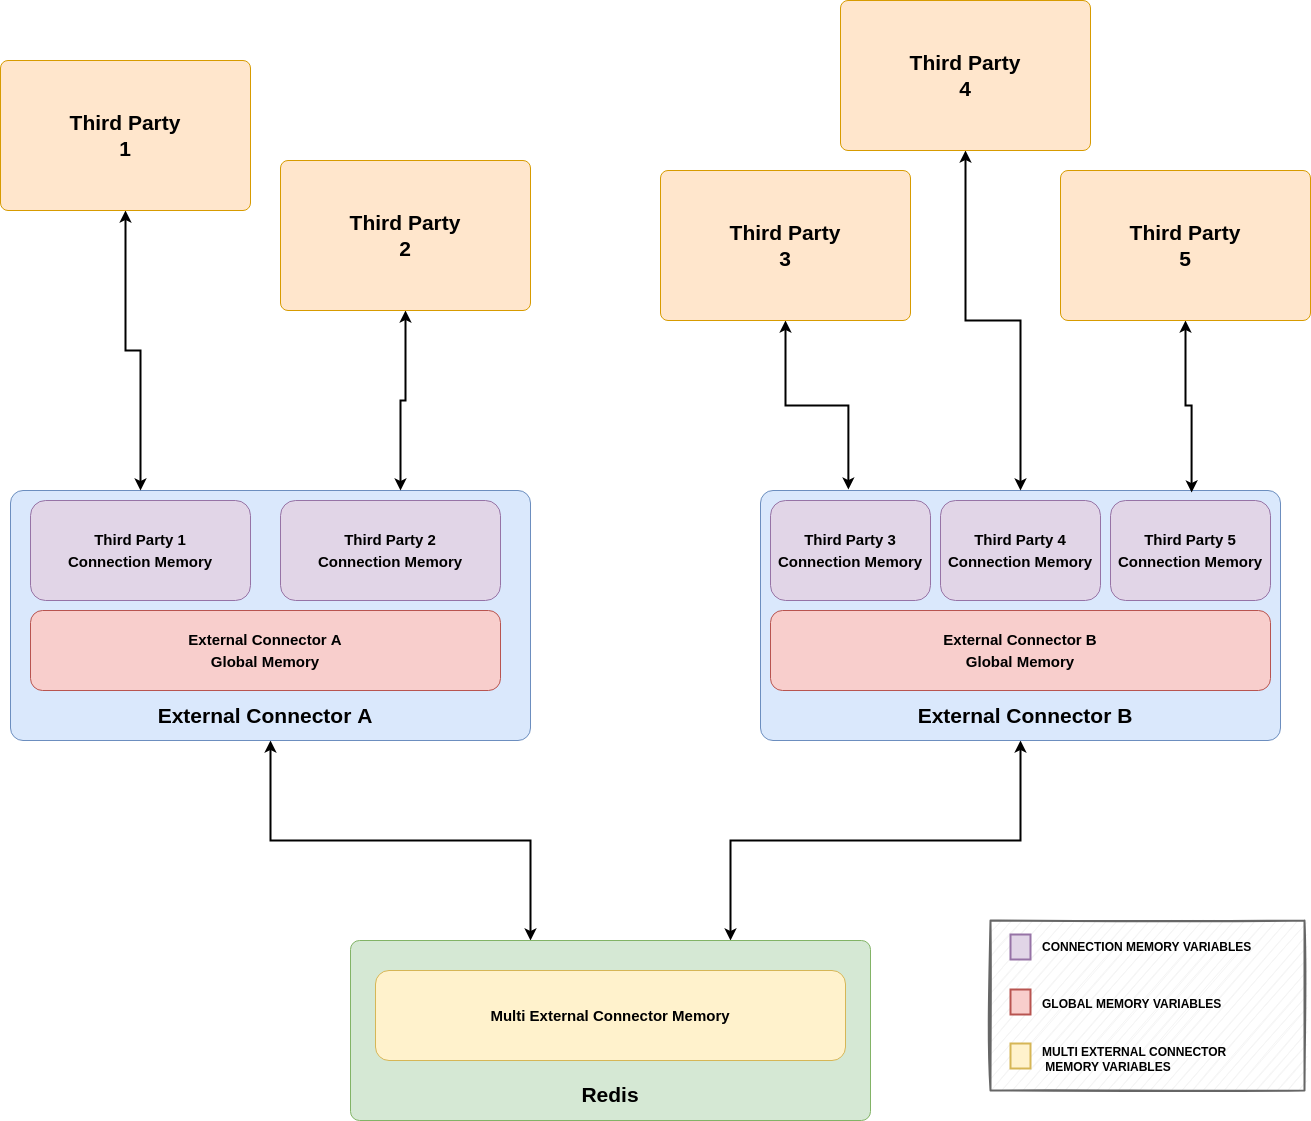 Third Party
4
Third Party
1
Third Party
2
Third Party
3
Third Party
5
Third Party 1
Connection Memory
Third Party 2
Connection Memory
Third Party 3
Connection Memory
Third Party 4
Connection Memory
Third Party 5
Connection Memory
External Connector A
Global Memory
External Connector B
Global Memory
External Connector A
External Connector B
CONNECTION MEMORY VARIABLES
GLOBAL MEMORY VARIABLES
MULTI EXTERNAL CONNECTOR
MEMORY VARIABLES
Multi External Connector Memory
Redis